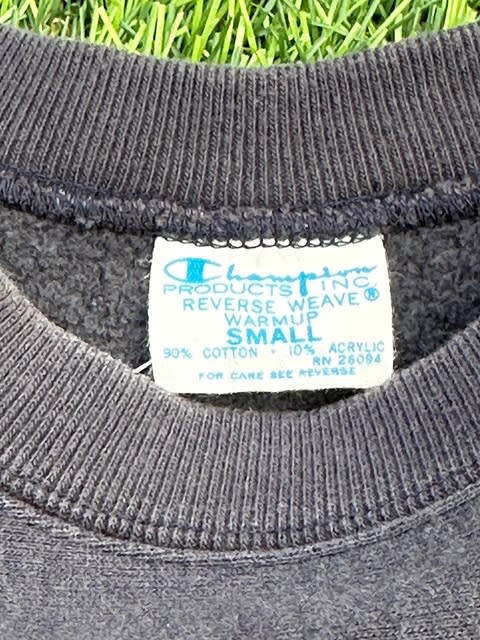 Champion
PRODUCTS INC.
REVERSE WEAVE®
WARMUP
SMALL
90% COTTON • 10% ACRYLIC
RN 26094
FOR CARE SEE REVERSE